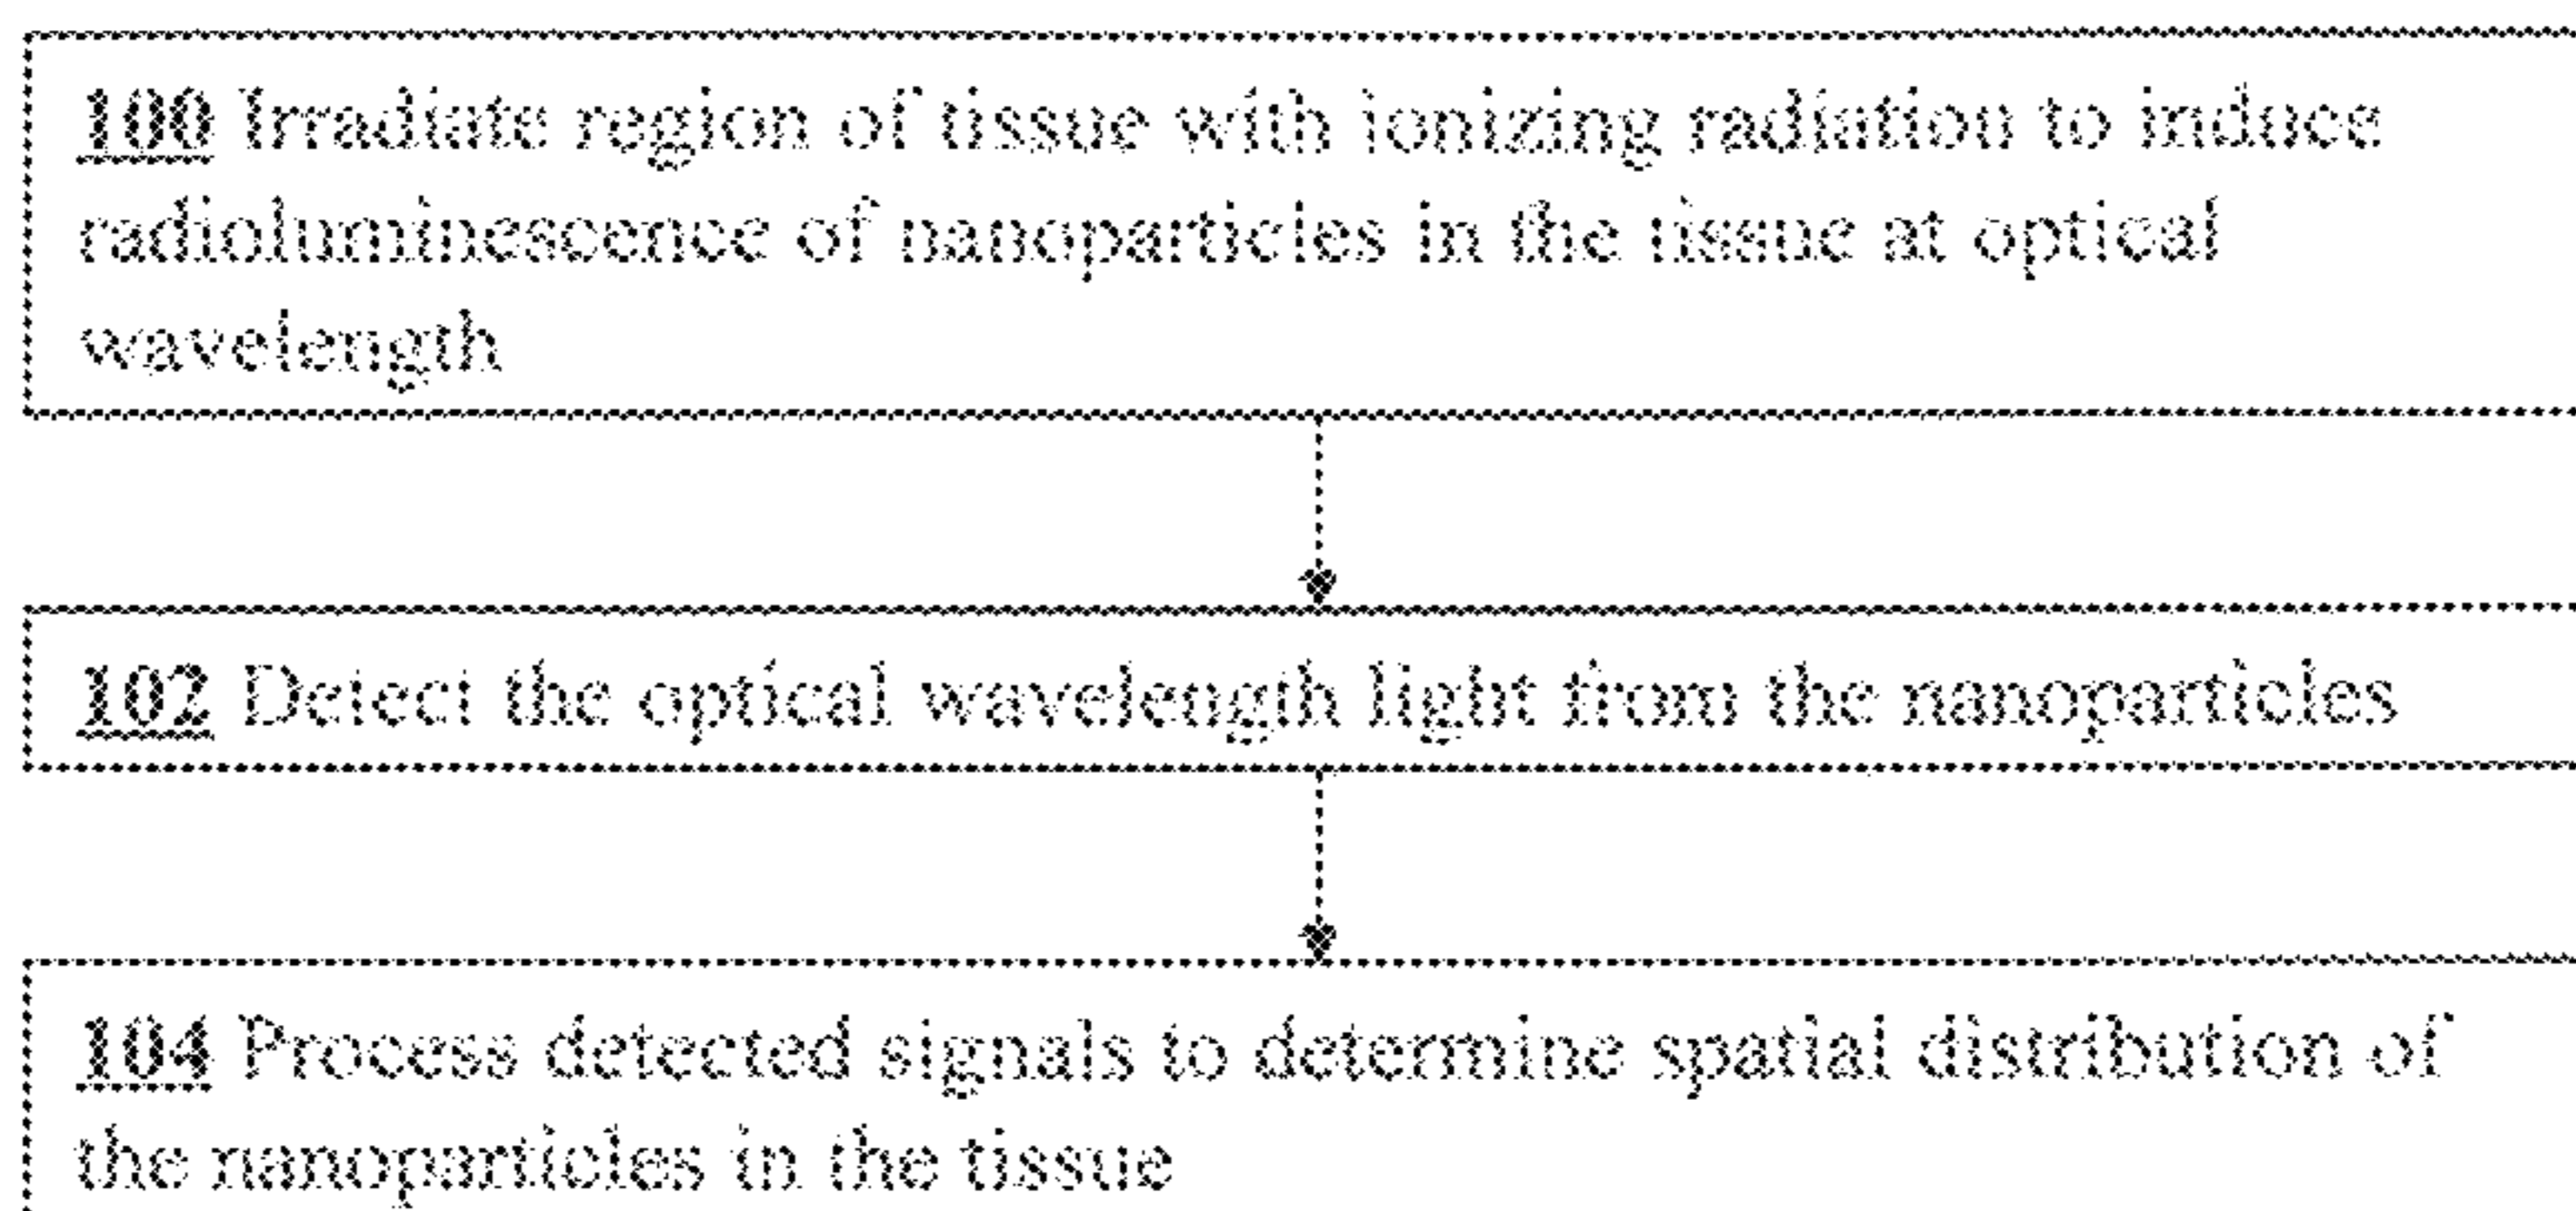 100 Irradiate region of tissue with ionizing radiation to induce
radioluminescence of nanoparticles in the tissue at optical
wavelength
102 Detect the optical wavelength light from the nanoparticles
104 Process detected signals to determine spatial distribution of
the nanoparticles in the tissue